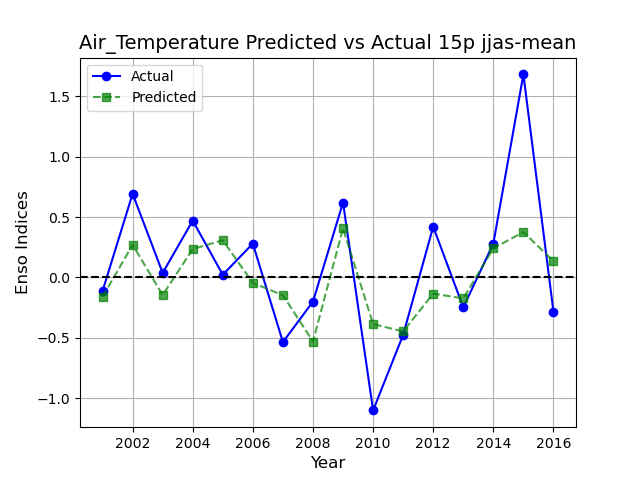 Air_Temperature Predicted vs Actual 15p jjas-mean
Actual
Predicted
Enso Indices
1.5
1.0
0.5
0.0
−0.5
−1.0
2002 2004 2006 2008 2010 2012 2014 2016
Year